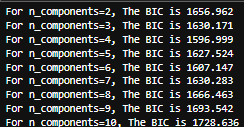 For n_components=2, The BIC is 1656.962
For n_components=3, The BIC is 1630.171
For n_components=4, The BIC is 1596.999
For n_components=5, The BIC is 1627.524
For n_components=6, The BIC is 1607.147
For n_components=7, The BIC is 1630.283
For n_components=8, The BIC is 1666.463
For n_components=9, The BIC is 1693.542
For n_components=10, The BIC is 1728.636